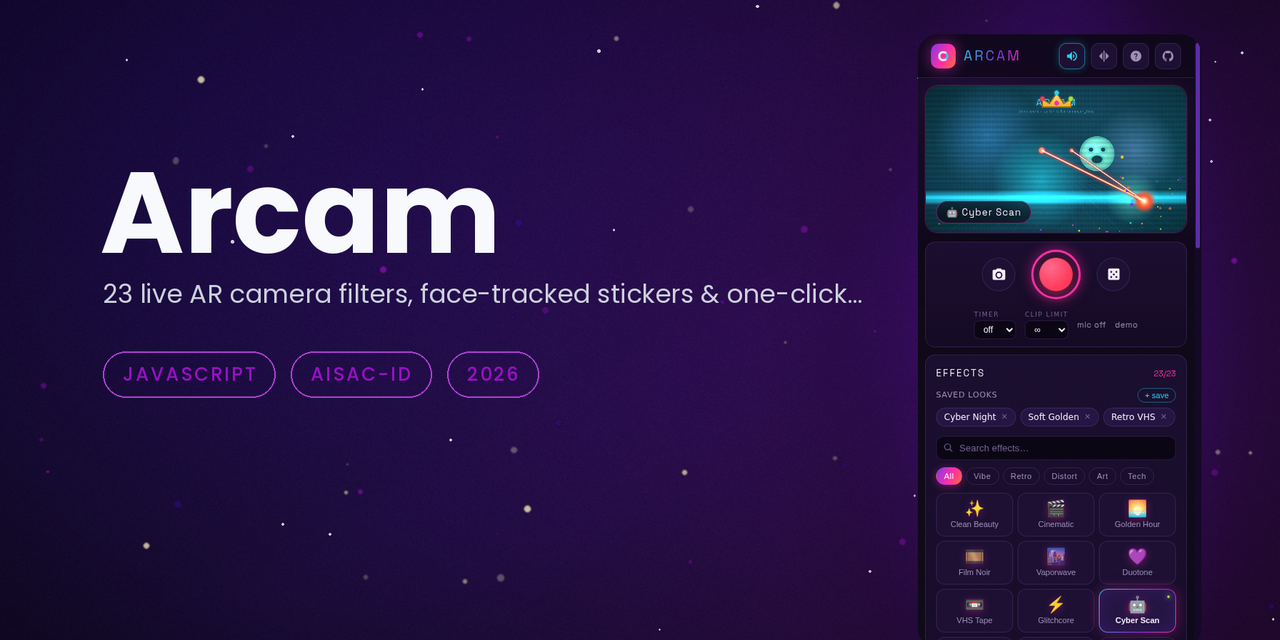 Arcam
23 live AR camera filters, face-tracked stickers & one-click...
JAVASCRIPT AISAC-ID 2026
ARCAM
🤖 Cyber Scan
TIMER CLIP LIMIT
off ∞ mic off demo
EFFECTS 23/23
SAVED LOOKS + save
Cyber Night × Soft Golden × Retro VHS ×
Search effects...
All Vibe Retro Distort Art Tech
Clean Beauty Cinematic Golden Hour
Film Noir Vaporwave Duotone
VHS Tape Glitchcore Cyber Scan